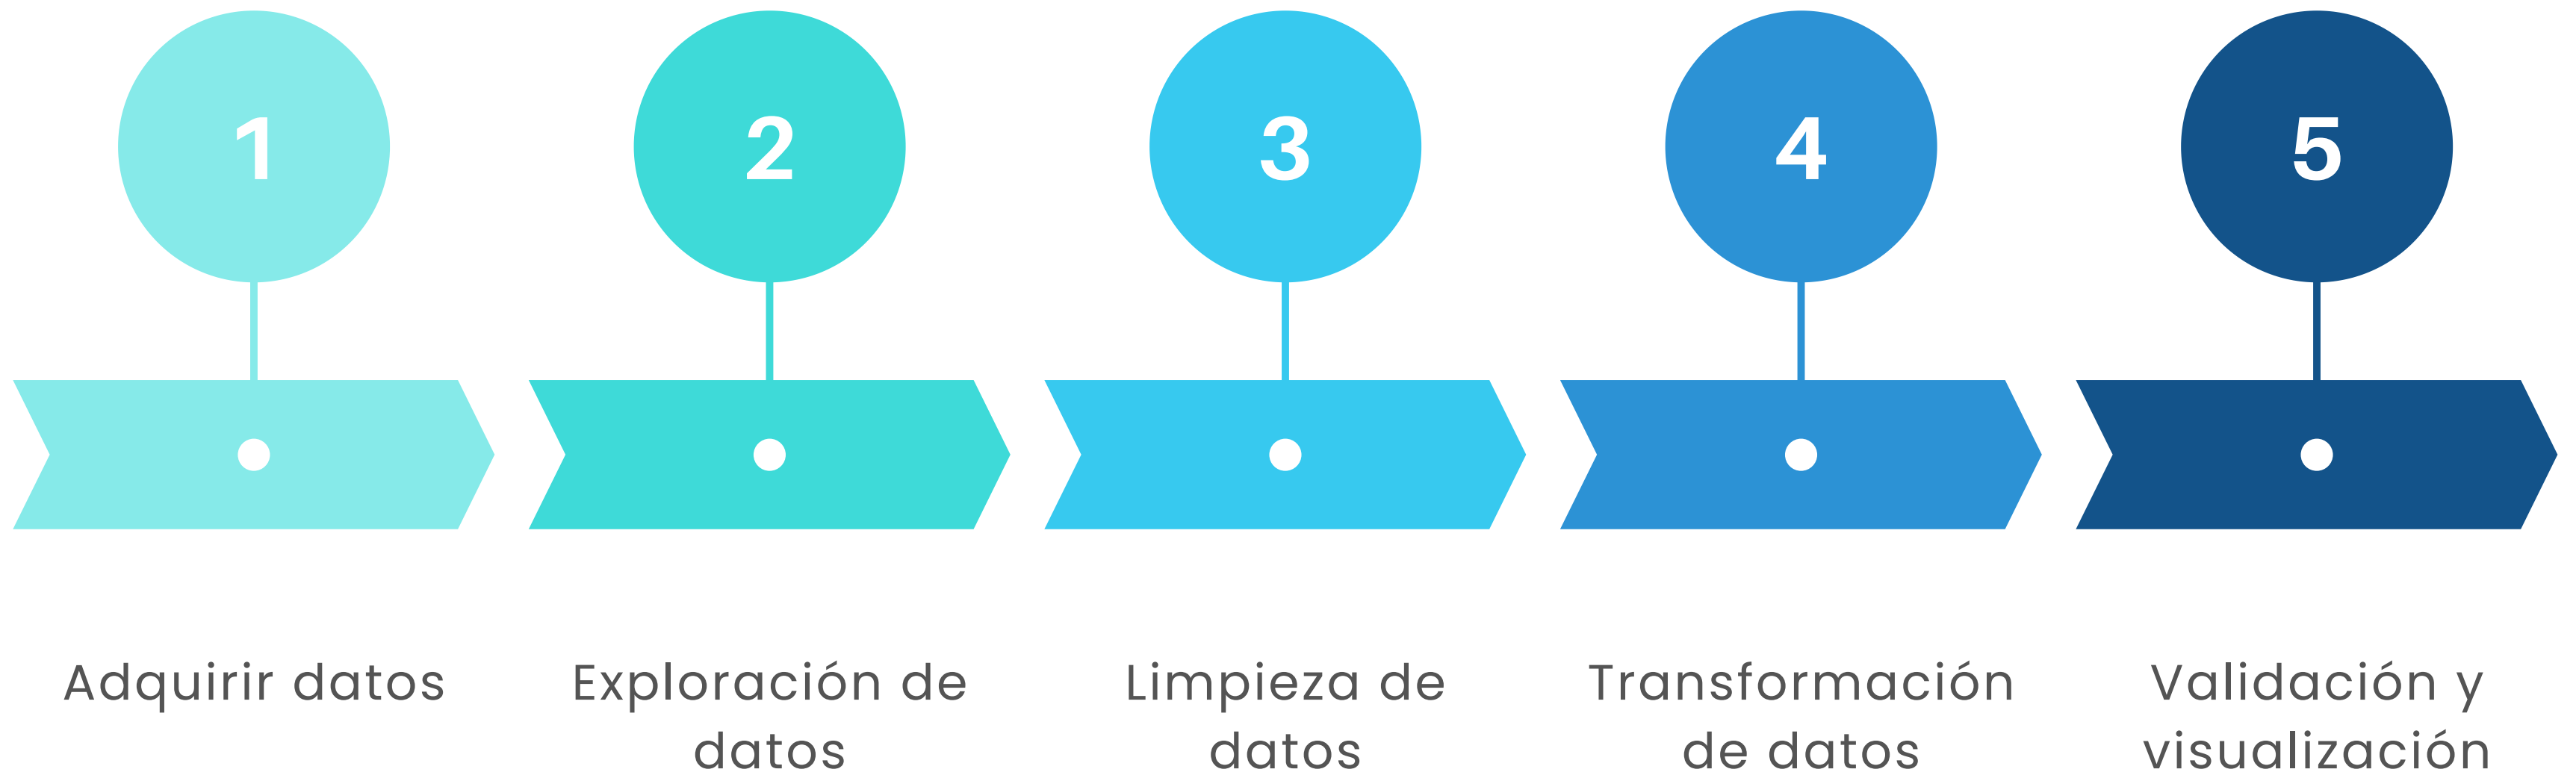 1
2
3
4
5
Adquirir datos
Exploración de
datos
Limpieza de
datos
Transformación
de datos
Validación y
visualización